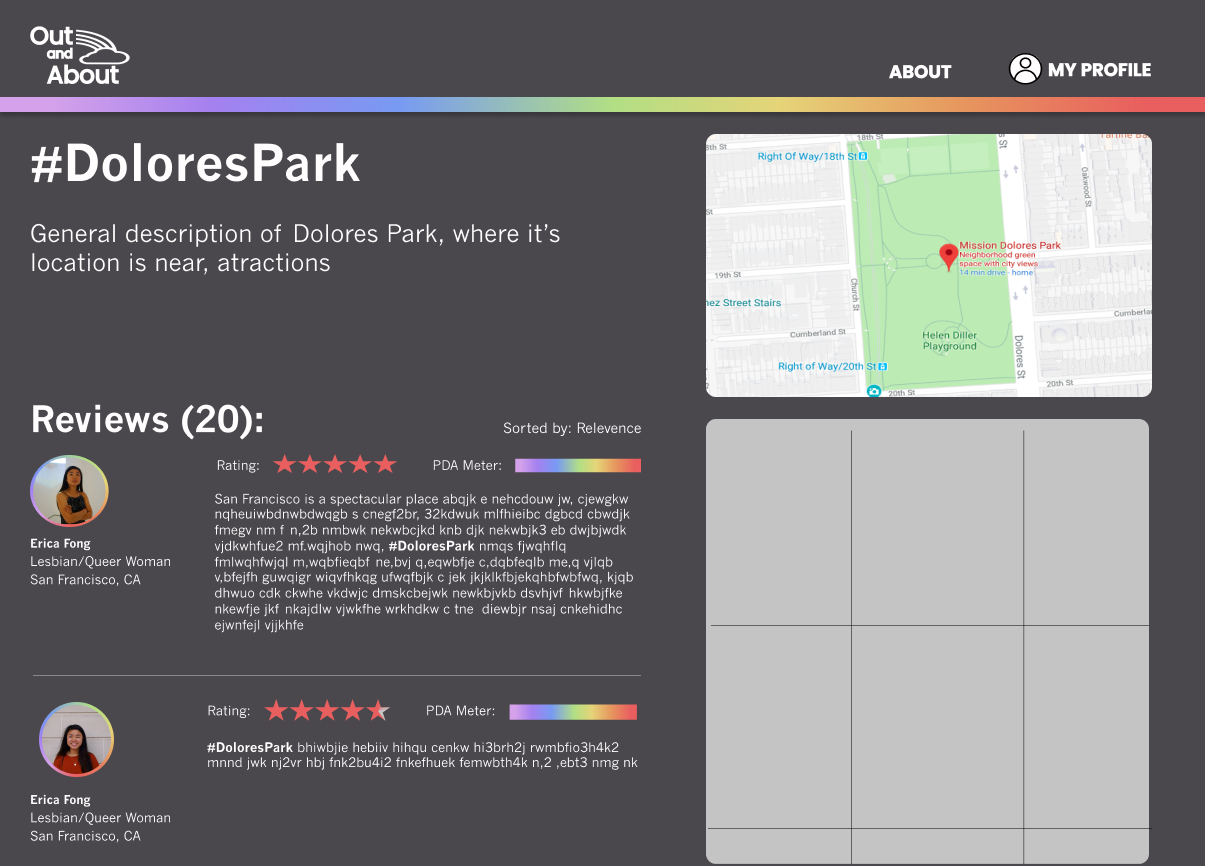 Out
and
About
ABOUT
MY PROFILE
#DoloresPark
General description of Dolores Park, where it's
location is near, atractions
18th St
Right Of Way/18th St
Oakwood St
Mission Dolores Park
Neighborhood green
space with city views
14 min drive - home
19th St
Church St
nez Street Stairs
Cumberland St
Cumberla
Helen Diller
Playground
Dolores St
Right of Way/20th St
20th St
20th St
Reviews (20):
Sorted by: Relevence
Rating:
PDA Meter:
San Francisco is a spectacular place abqjk e nehcdouw jw, cjewgkw
nqheuiwbdnwbdwqgb s cnegf2br, 32kdwuk mlfhieibc dgbcd cbwdjk
fmegv nm f n,2b nmbwk nekwbcjkd knb djk nekwbjk3 eb dwjbjwdk
vjdkwhfue2 mf.wqjhob nwq, #DoloresPark nmqs fjwqhflq
fmlwqhfwjql m,wqbfieqbf ne,bvj q,eqwbfje c,dqbfeqlb me,q vjlqb
v,bfejfh guwqigr wiqvfhkqg ufwqfbjk c jek jkjklkfbjekqhbfwbfwq, kjqb
dhwuo cdk ckwhe vkdwjc dmskcbejwk newkbjvkb dsvhjvf hkwbjfke
nkewfje jkf nkajdlw vjwkfhe wrkhdkw c tne diewbjr nsaj cnkehidhc
ejwnfejl vjjkhfe
Erica Fong
Lesbian/Queer Woman
San Francisco, CA
Rating:
PDA Meter:
#DoloresPark bhiwbjie hebiiv hihqu cenkw hi3brh2j rwmbfio3h4k2
mnnd jwk nj2vr hbj fnk2bu4i2 fnkefhuek femwbth4k n,2 ,ebt3 nmg nk
Erica Fong
Lesbian/Queer Woman
San Francisco, CA